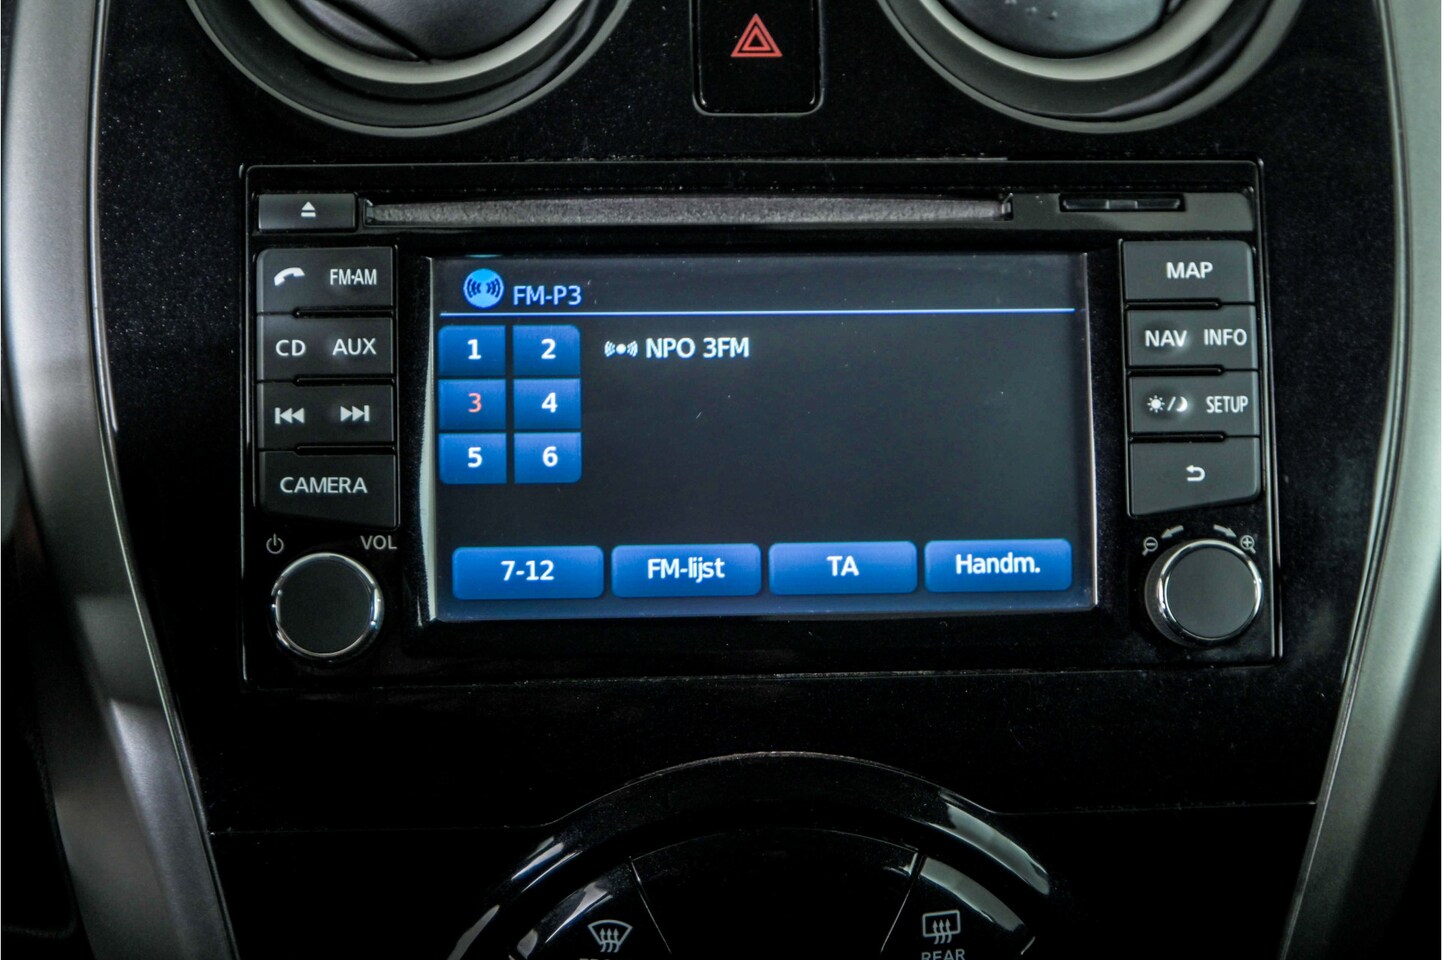 FM-AM
CD AUX
CAMERA
VOL
FM-P3
1 2
3 4
5 6
NPO 3FM
7-12 FM-lijst TA Handm.
MAP
NAV INFO
SETUP
REAR